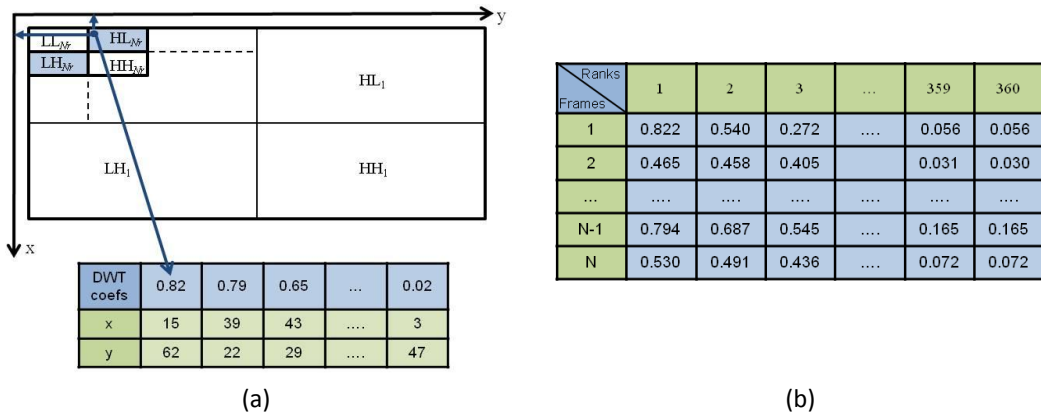 y
LL_Nr HL_Nr
LH_Nr HH_Nr
HL₁
LH₁ HH₁
x
DWT coefs 0.82 0.79 0.65 ... 0.02
x 15 39 43 .... 3
y 62 22 29 .... 47
(a)
Ranks
Frames 1 2 3 ... 359 360
1 0.822 0.540 0.272 .... 0.056 0.056
2 0.465 0.458 0.405 0.031 0.030
... .... .... .... .... .... ....
N-1 0.794 0.687 0.545 .... 0.165 0.165
N 0.530 0.491 0.436 .... 0.072 0.072
(b)